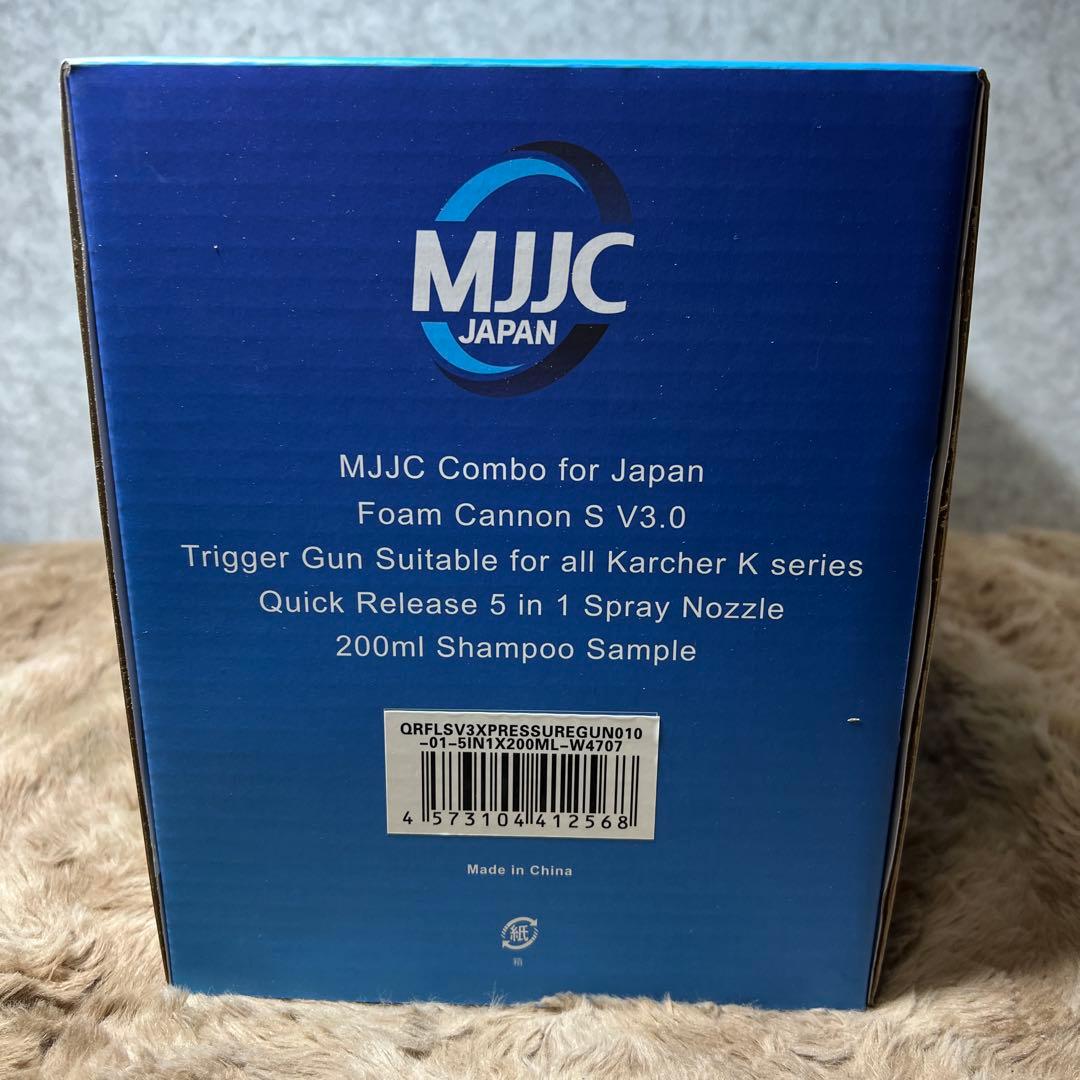 MJJC
JAPAN
MJJC Combo for Japan
Foam Cannon S V3.0
Trigger Gun Suitable for all Karcher K series
Quick Release 5 in 1 Spray Nozzle
200ml Shampoo Sample
QRFLSV3XPRESSUREGUN010
-01-5IN1X200ML-W4707
4 573104 412568
Made in China
紙
箱